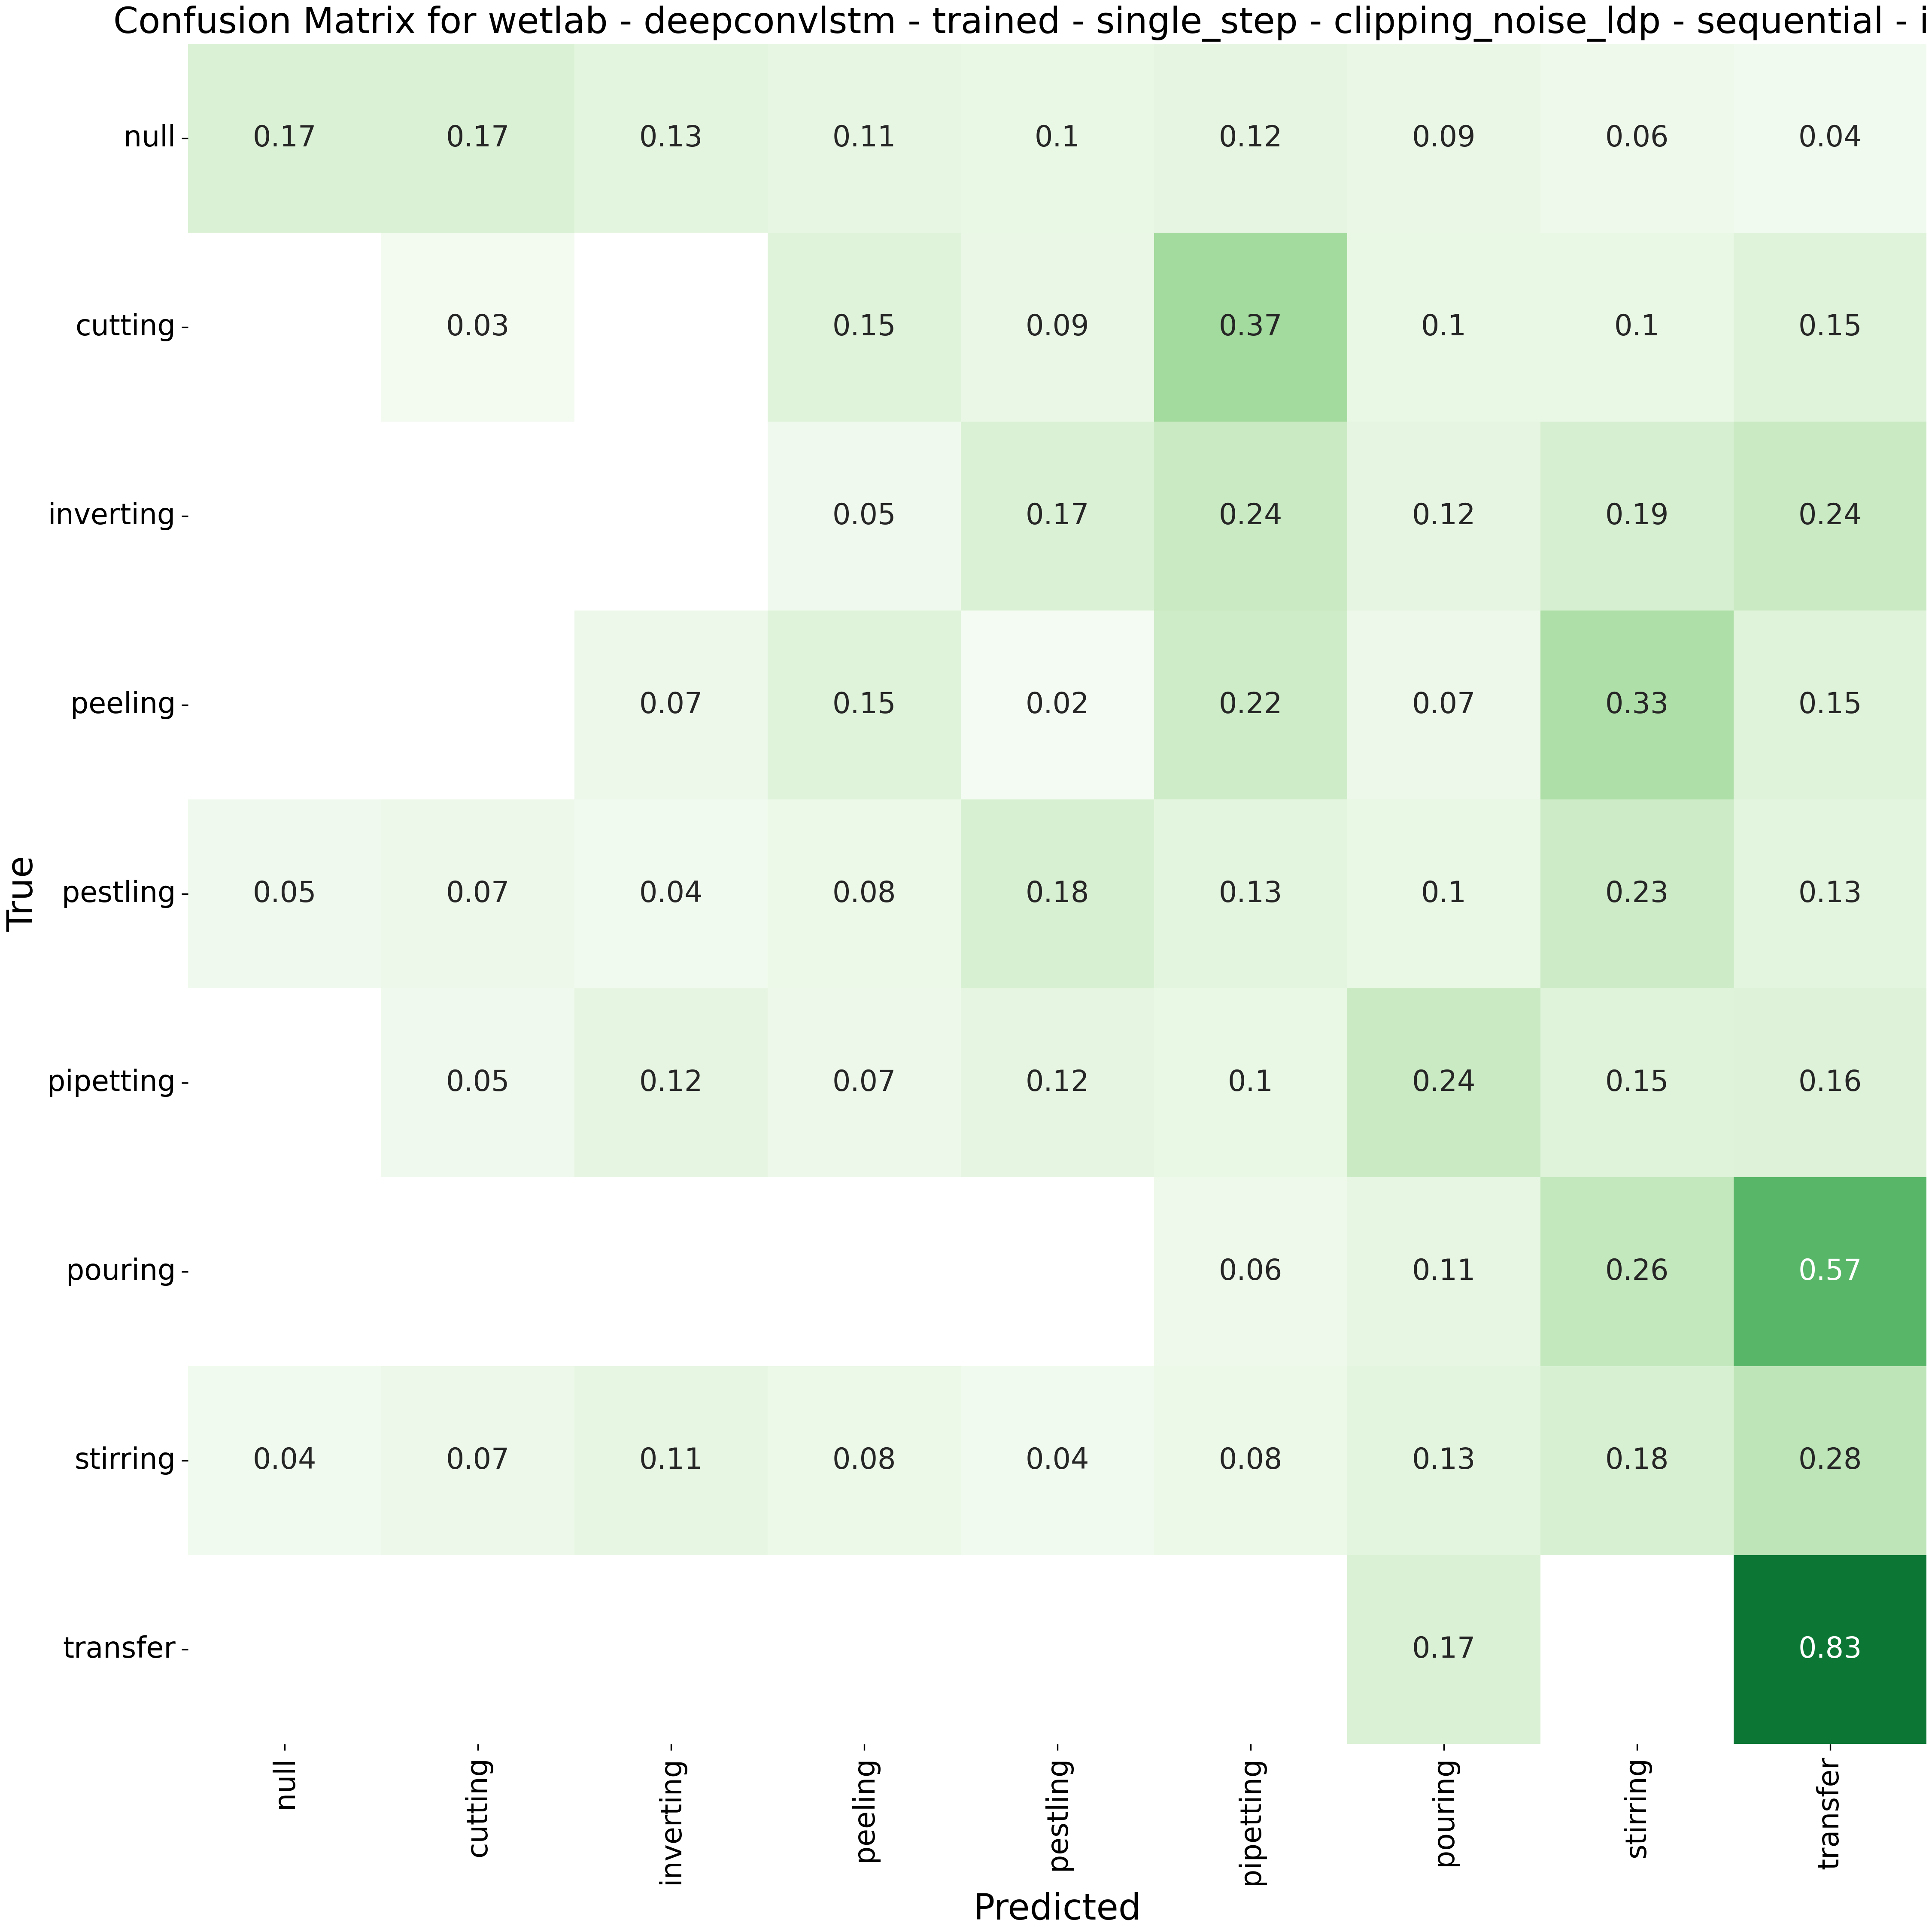 Confusion Matrix for wetlab - deepconvlstm - trained - single_step - clipping_noise_ldp - sequential - i
null 0.17 0.17 0.13 0.11 0.1 0.12 0.09 0.06 0.04
cutting 0.03 0.15 0.09 0.37 0.1 0.1 0.15
inverting 0.05 0.17 0.24 0.12 0.19 0.24
peeling 0.07 0.15 0.02 0.22 0.07 0.33 0.15
pestling 0.05 0.07 0.04 0.08 0.18 0.13 0.1 0.23 0.13
pipetting 0.05 0.12 0.07 0.12 0.1 0.24 0.15 0.16
pouring 0.06 0.11 0.26 0.57
stirring 0.04 0.07 0.11 0.08 0.04 0.08 0.13 0.18 0.28
transfer 0.17 0.83
True
null cutting inverting peeling pestling pipetting pouring stirring transfer
Predicted